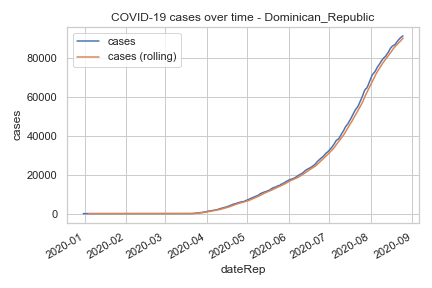 COVID-19 cases over time - Dominican_Republic
cases
cases (rolling)
cases
80000
60000
40000
20000
0
2020-01
2020-02
2020-03
2020-04
2020-05
2020-06
2020-07
2020-08
2020-09
dateRep